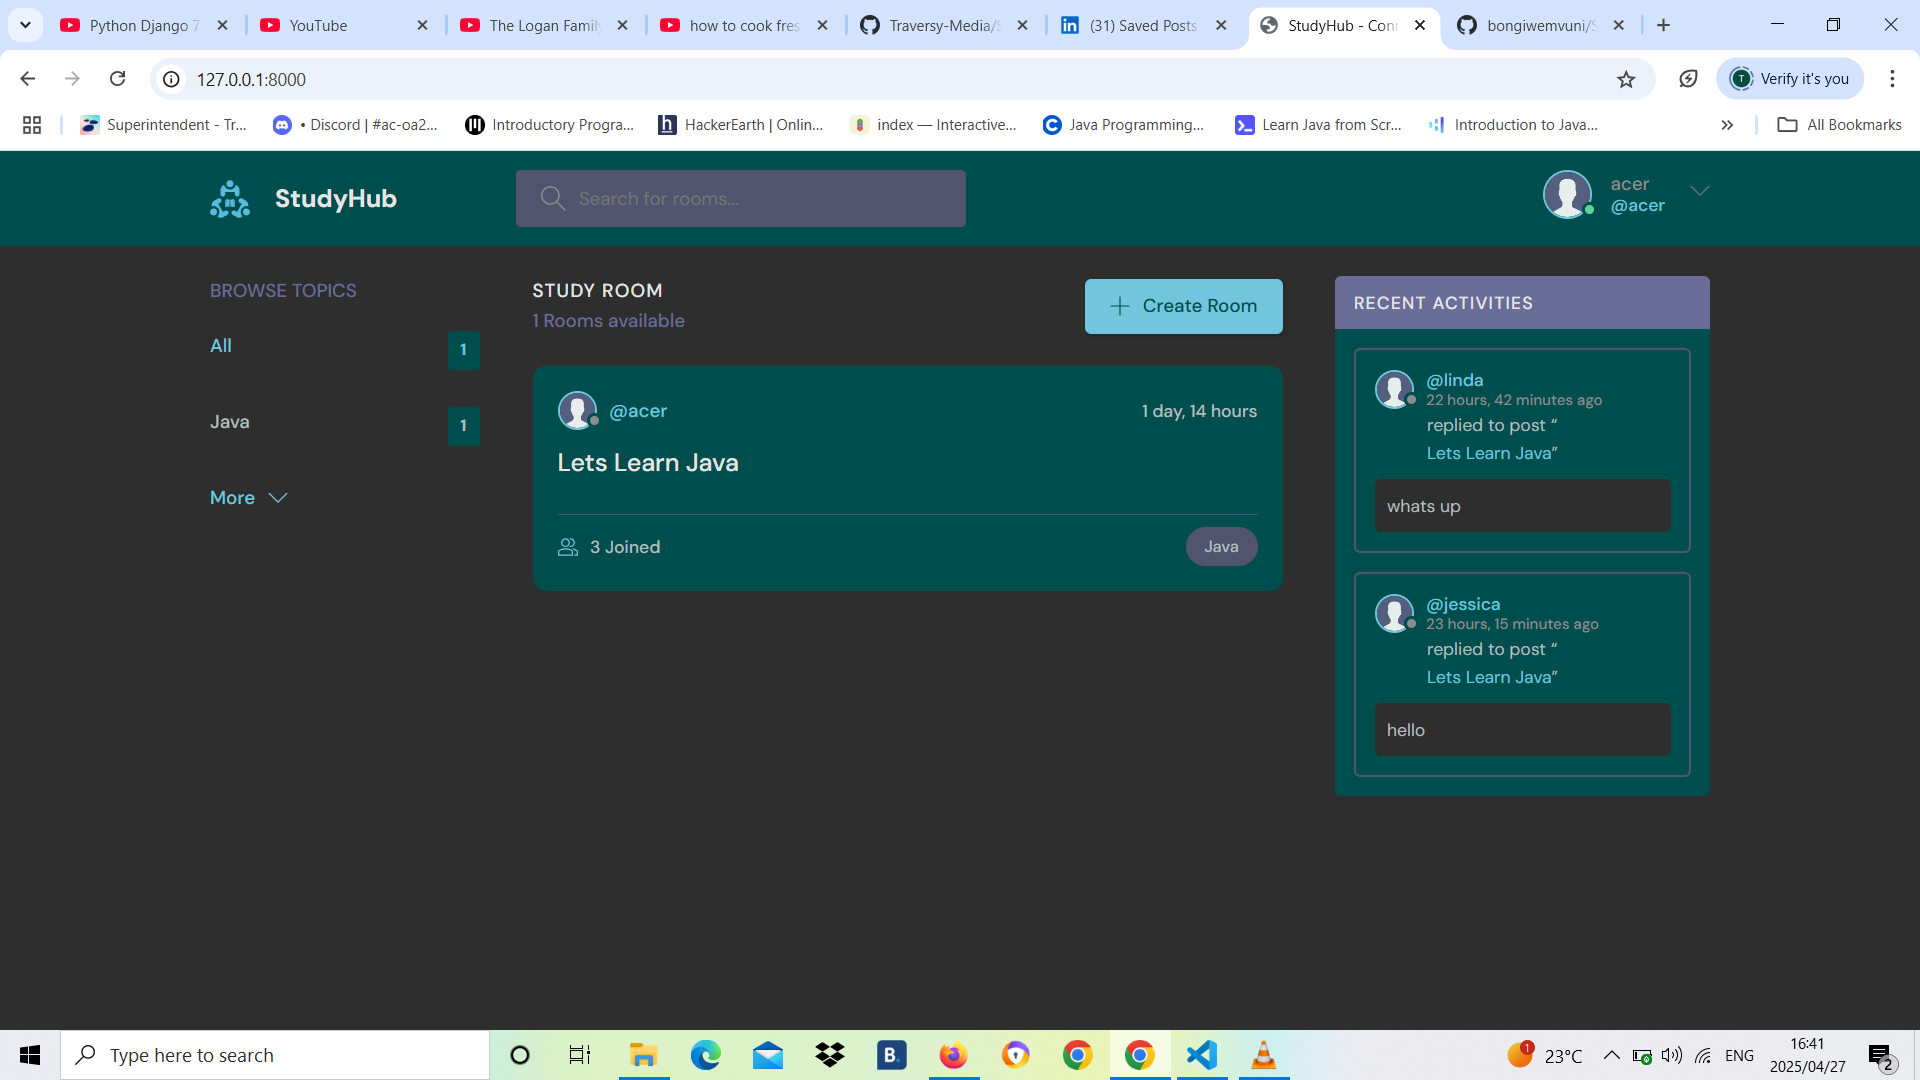 Python Django 7
YouTube
The Logan Family
how to cook fres
Traversy-Media/S
(31) Saved Posts
StudyHub - Conn
bongiwemvuni/S
127.0.0.1:8000
Verify it's you
Superintendent - Tr...
• Discord | #ac-oa2...
Introductory Progra...
HackerEarth | Onlin...
index — Interactive...
Java Programming...
Learn Java from Scr...
Introduction to Java...
All Bookmarks
StudyHub
Search for rooms...
acer
@acer
BROWSE TOPICS
All 1
Java 1
More
STUDY ROOM
1 Rooms available
Create Room
@acer
1 day, 14 hours
Lets Learn Java
3 Joined
Java
RECENT ACTIVITIES
@linda
22 hours, 42 minutes ago
replied to post “
Lets Learn Java”
whats up
@jessica
23 hours, 15 minutes ago
replied to post “
Lets Learn Java”
hello
Type here to search
B.
1
23°C
ENG
16:41
2025/04/27
2